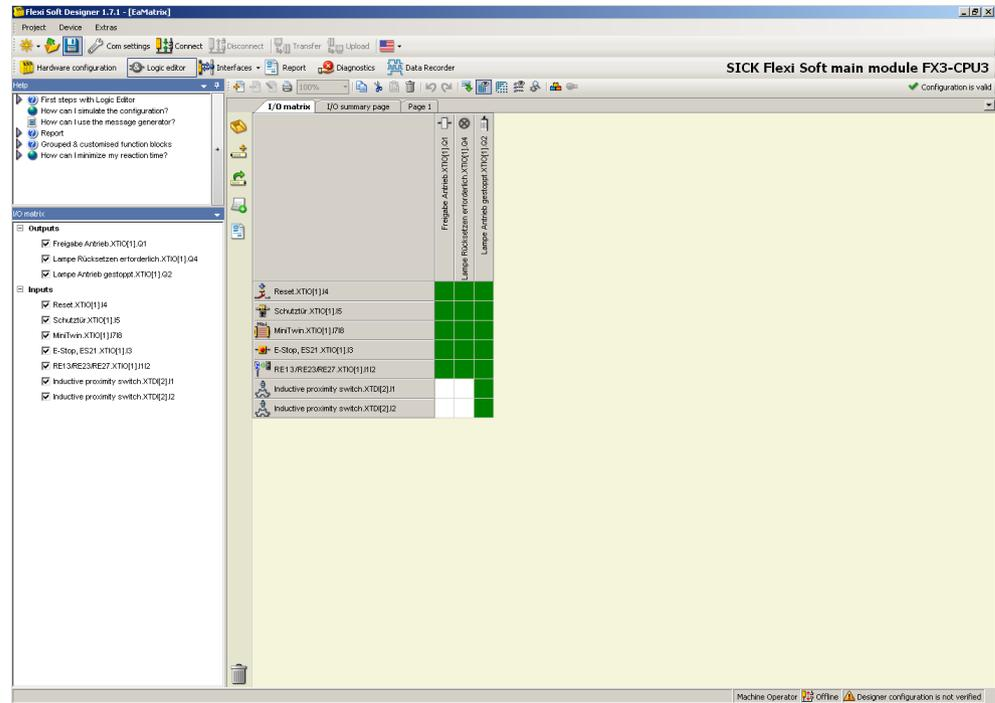 Flexi Soft Designer 1.7.1 - [EaMatrix]
Project Device Extras
Com settings Connect Disconnect Transfer Upload
Hardware configuration Logic editor Interfaces Report Diagnostics Data Recorder SICK Flexi Soft main module FX3-CPU3
Help 100% Configuration is valid
First steps with Logic Editor
How can I simulate the configuration?
How can I use the message generator?
Report
Grouped & customised function blocks
How can I minimize my reaction time?
I/O matrix
Outputs
Freigabe Antrieb.XTIO[1].Q1
Lampe Rücksetzen erforderlich.XTIO[1].Q4
Lampe Antrieb gestoppt.XTIO[1].Q2
Inputs
Reset.XTIO[1].I4
Schutztür.XTIO[1].I5
MiniTwin.XTIO[1].I7I8
E-Stop, ES21.XTIO[1].I3
RE13/RE23/RE27.XTIO[1].I1I2
Inductive proximity switch.XTDI[2].I1
Inductive proximity switch.XTDI[2].I2
I/O matrix I/O summary page Page 1
Freigabe Antrieb.XTIO[1].Q1
Lampe Rücksetzen erforderlich.XTIO[1].Q4
Lampe Antrieb gestoppt.XTIO[1].Q2
Reset.XTIO[1].I4
Schutztür.XTIO[1].I5
MiniTwin.XTIO[1].I7I8
E-Stop, ES21.XTIO[1].I3
RE13/RE23/RE27.XTIO[1].I1I2
Inductive proximity switch.XTDI[2].I1
Inductive proximity switch.XTDI[2].I2
Machine Operator Offline Designer configuration is not verified